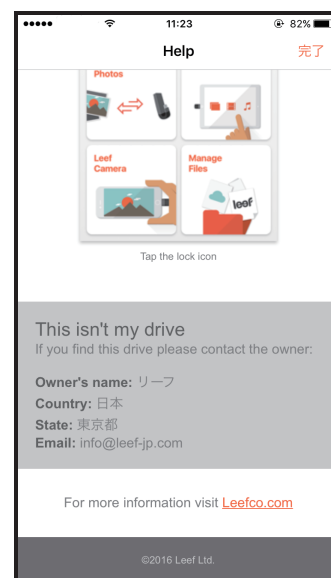 11:23
82%
Help
完了
Photos
Leef
Camera
Manage
Files
leef
Tap the lock icon
This isn't my drive
If you find this drive please contact the owner:
Owner's name: リーフ
Country: 日本
State: 東京都
Email: info@leef-jp.com
For more information visit Leefco.com
©2016 Leef Ltd.